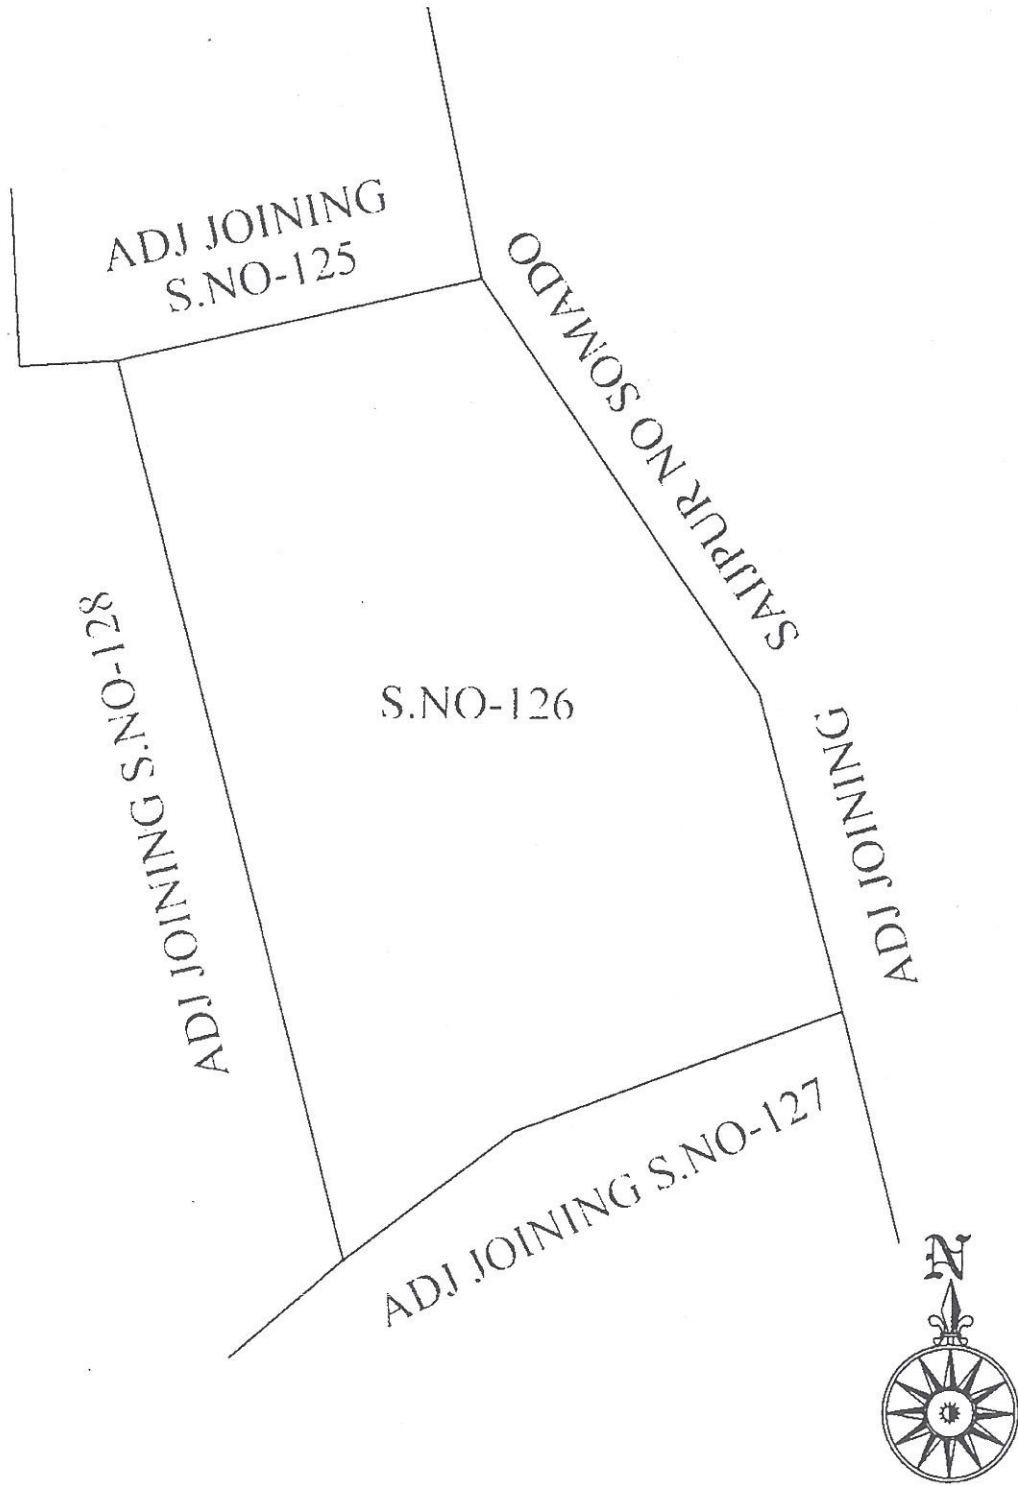 ADJ JOINING
S.NO-125
SAIJPUR NO SOMADO
ADJ JOINING S.NO-128
S.NO-126
ADJ JOINING
ADJ JOINING S.NO-127
N